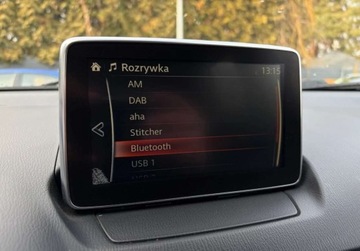 Rozrywka
13:15
AM
DAB
aha
Stitcher
Bluetooth
USB 1